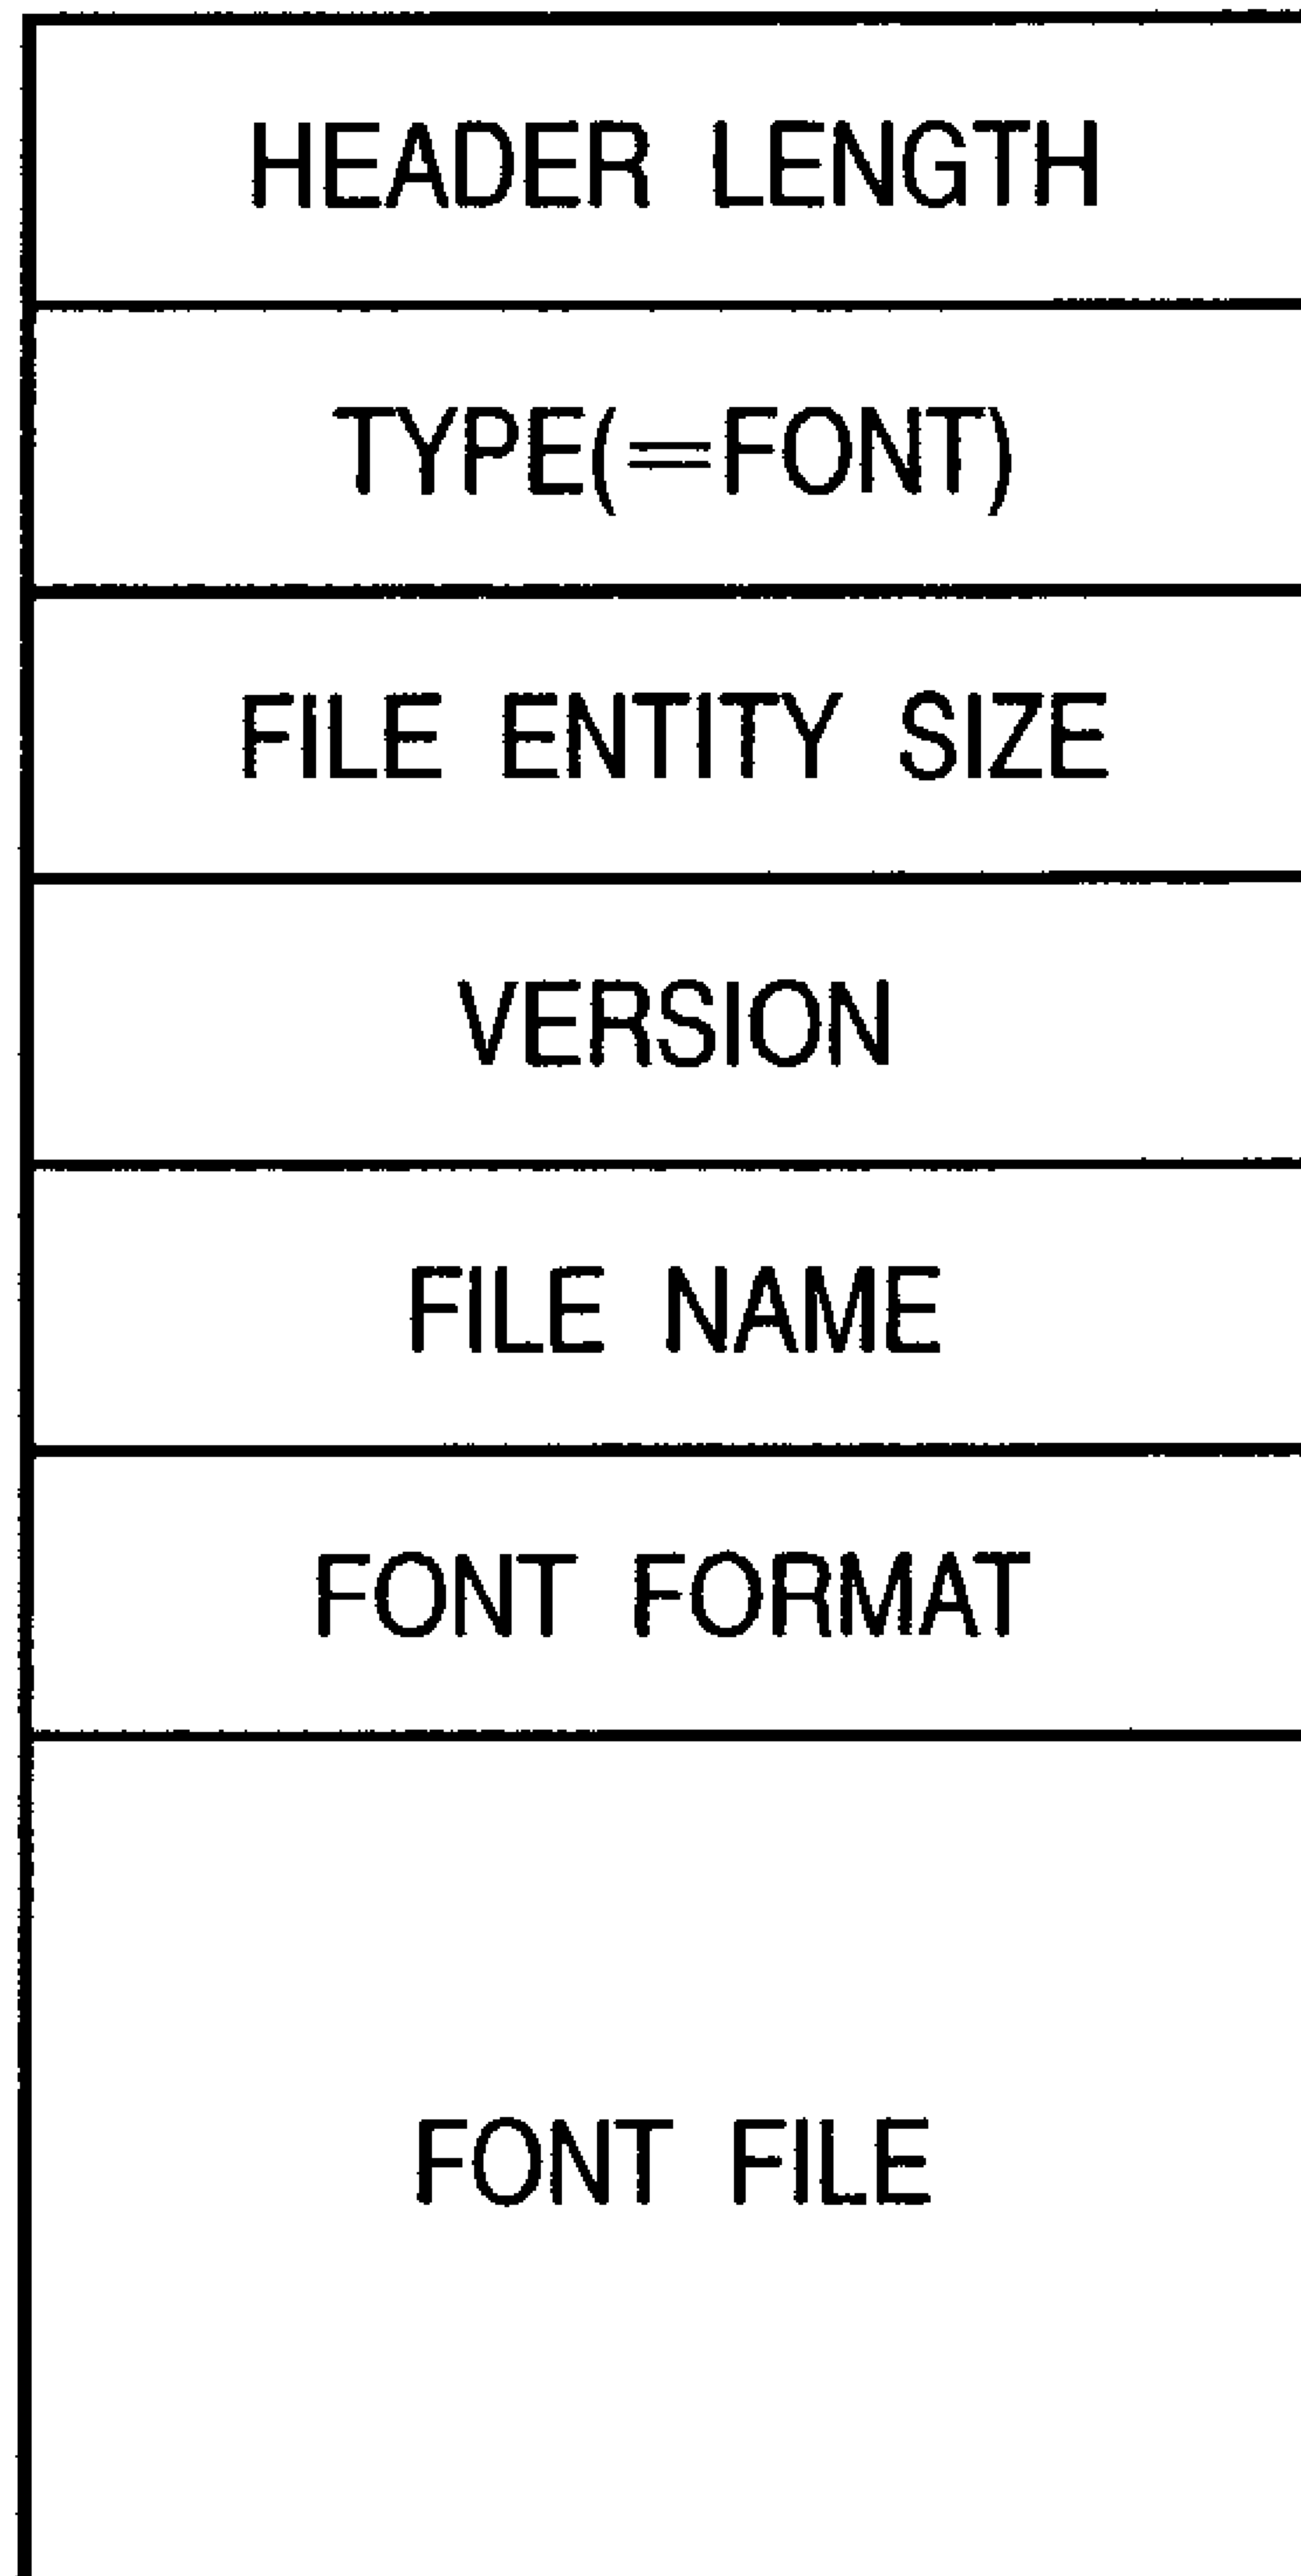 HEADER LENGTH
TYPE(=FONT)
FILE ENTITY SIZE
VERSION
FILE NAME
FONT FORMAT
FONT FILE